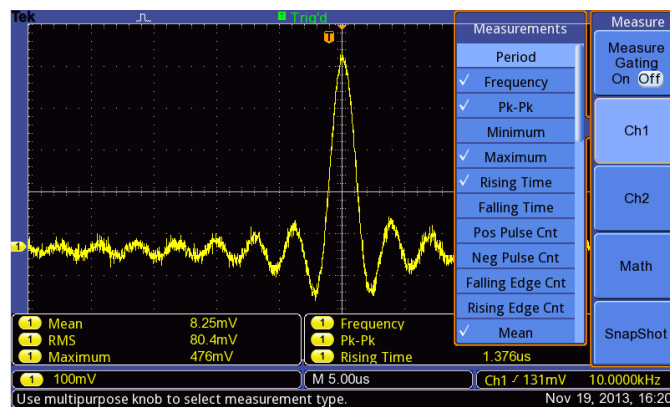 Tek
Trig'd
T
T
Measurements
Period
Frequency
Pk-Pk
Minimum
Maximum
Rising Time
Falling Time
Pos Pulse Cnt
Neg Pulse Cnt
Falling Edge Cnt
Rising Edge Cnt
Mean
Measure
Measure
Gating
On Off
Ch1
Ch2
Math
SnapShot
1
1 Mean 8.25mV
1 RMS 80.4mV
1 Maximum 476mV
1 Frequency
1 Pk-Pk
1 Rising Time 1.376us
1 100mV
M 5.00us
Ch1 / 131mV 10.0000kHz
Use multipurpose knob to select measurement type.
Nov 19, 2013, 16:20